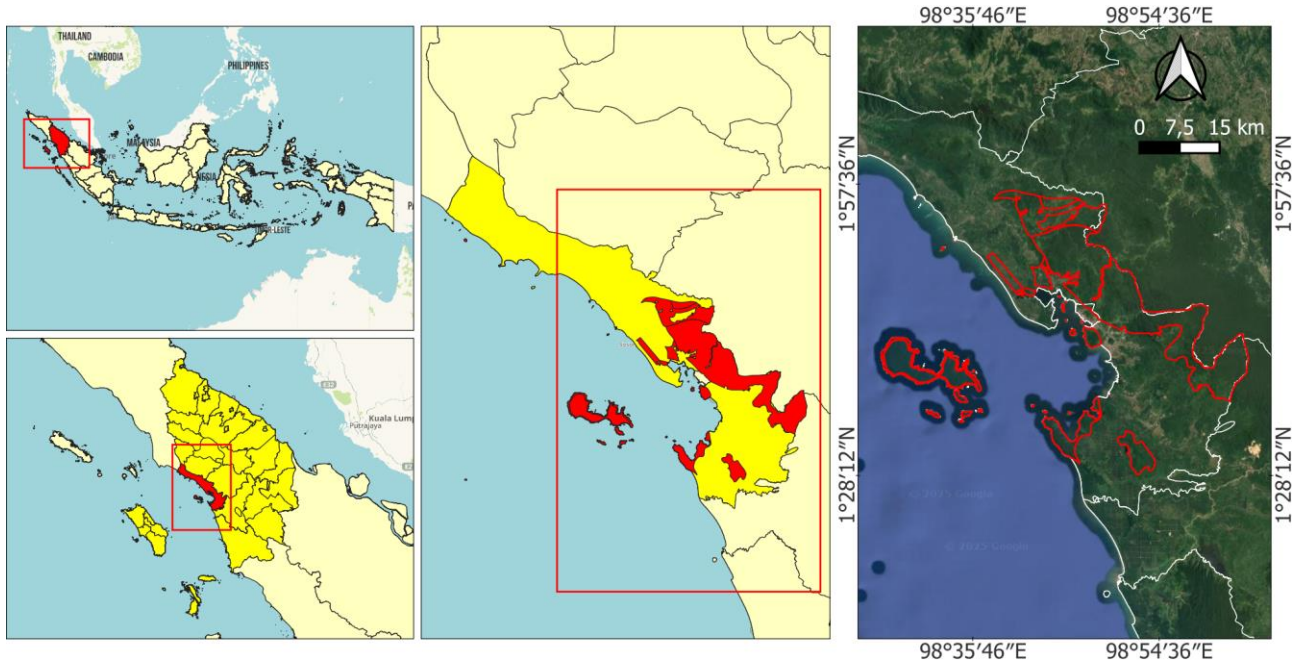 THAILAND
CAMBODIA
PHILIPPINES
MALAYSIA
TIMOR-LESTE
Kuala Lump
Putrajaya
98°35′46″E 98°54′36″E
0 7,5 15 km
1°57′36″N 1°57′36″N
1°28′12″N 1°28′12″N
© 2025 Google
© 2025 Google
98°35′46″E 98°54′36″E